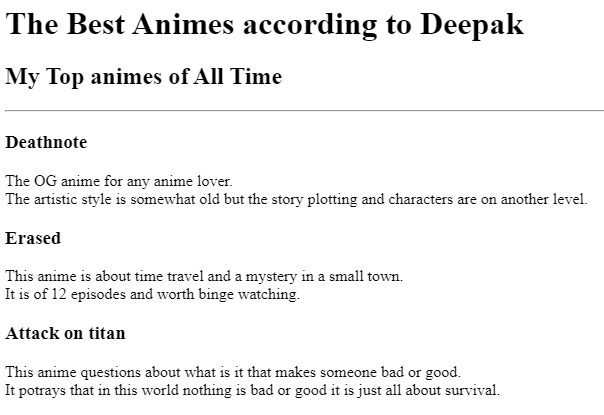 The Best Animes according to Deepak
My Top animes of All Time
Deathnote
The OG anime for any anime lover.
The artistic style is somewhat old but the story plotting and characters are on another level.
Erased
This anime is about time travel and a mystery in a small town.
It is of 12 episodes and worth binge watching.
Attack on titan
This anime questions about what is it that makes someone bad or good.
It potrays that in this world nothing is bad or good it is just all about survival.